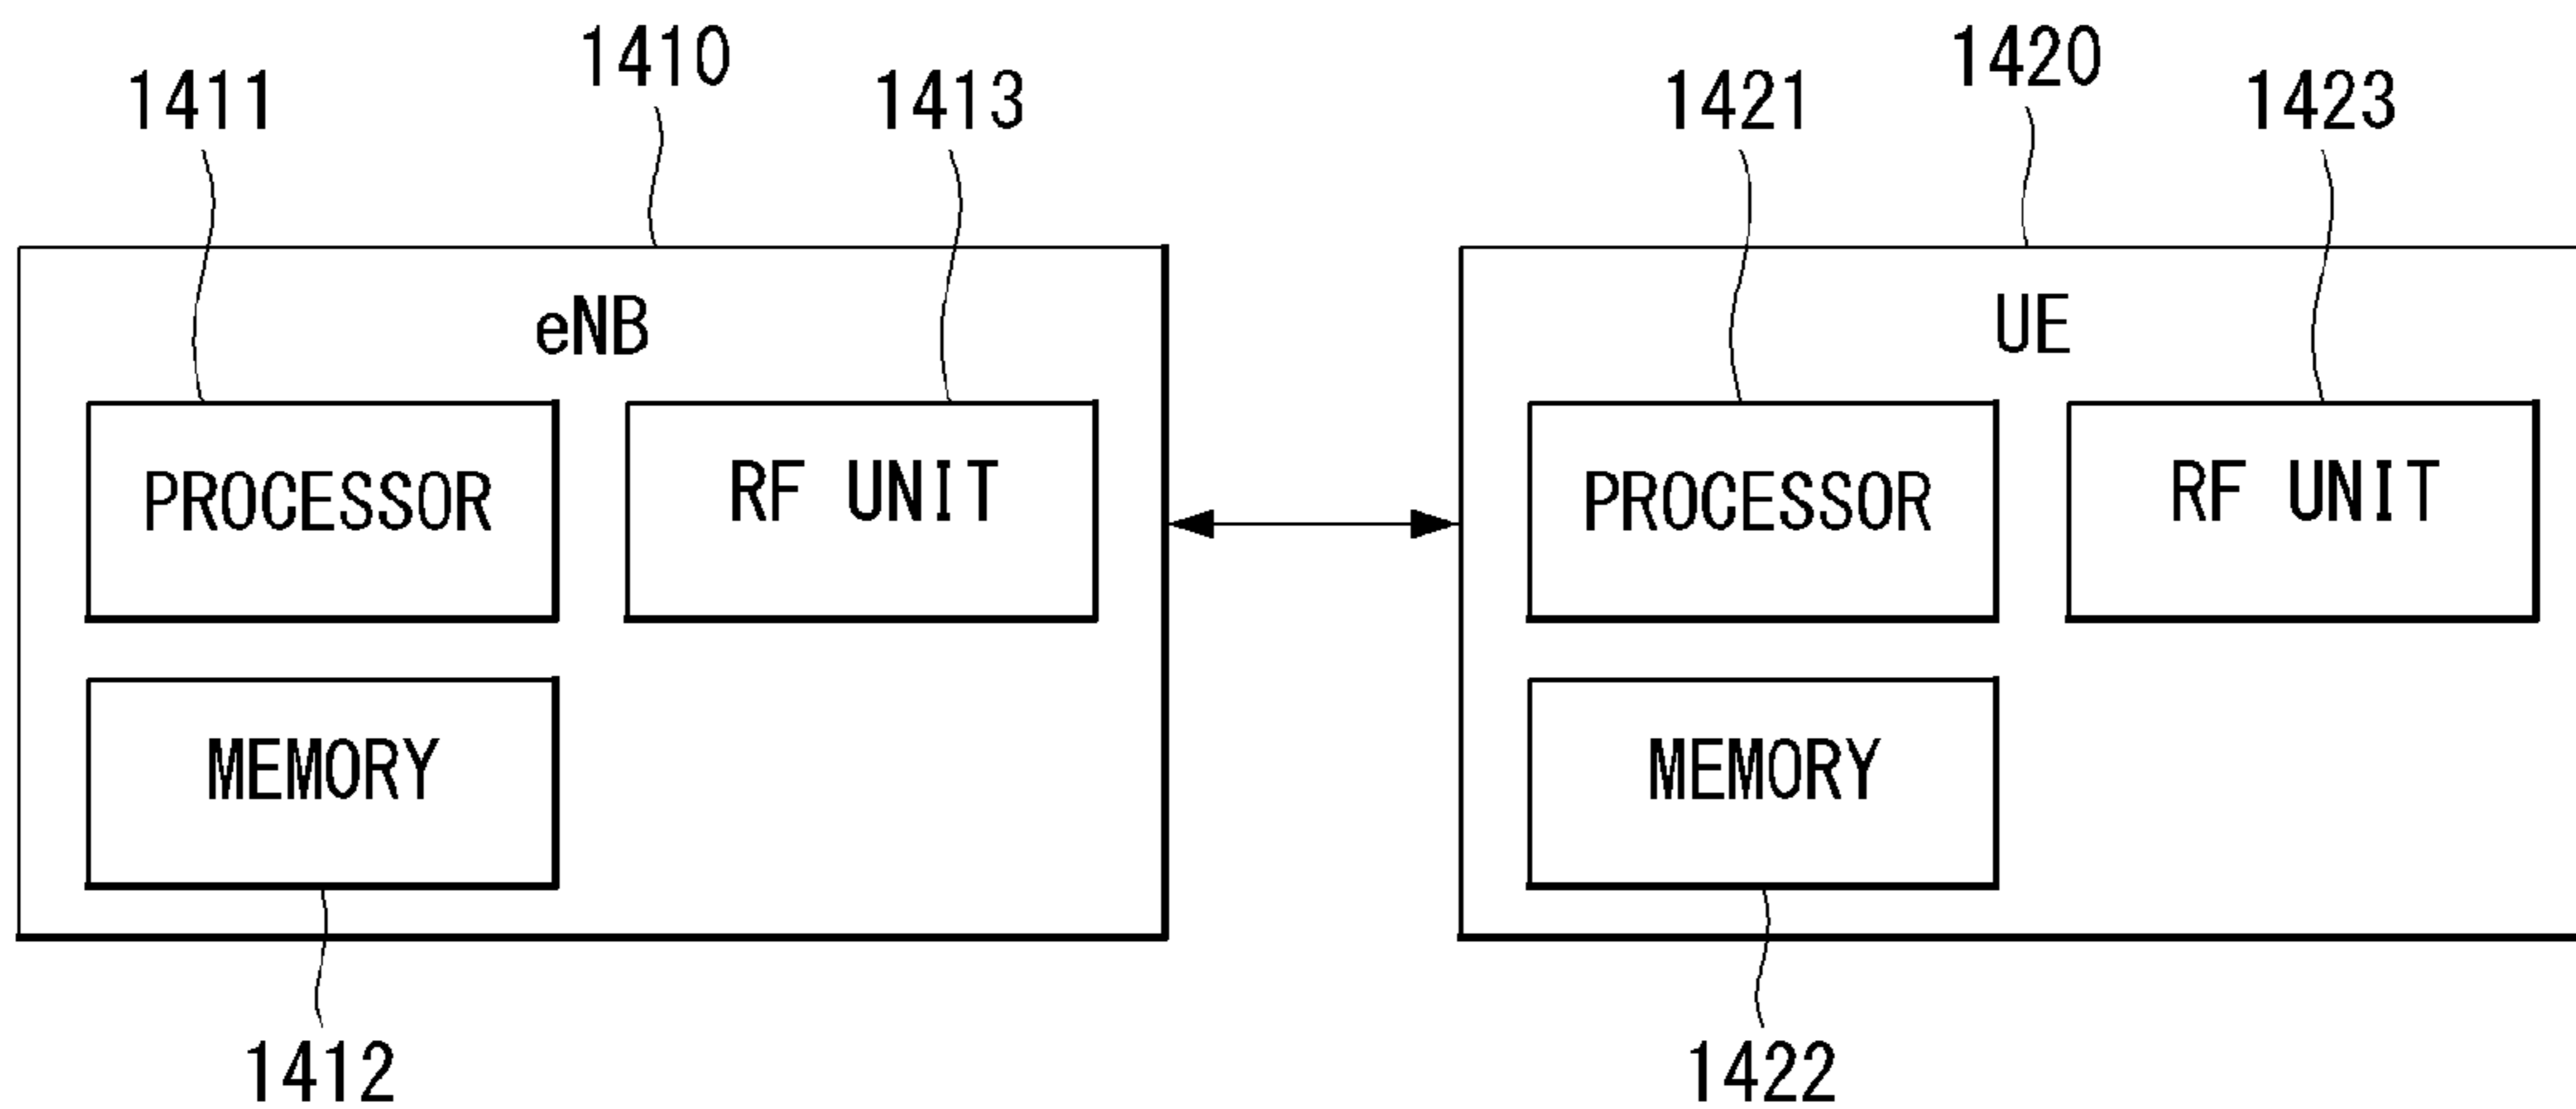 1410
1420
1411
1413
1421
1423
eNB
UE
PROCESSOR
RF UNIT
PROCESSOR
RF UNIT
MEMORY
MEMORY
1412
1422